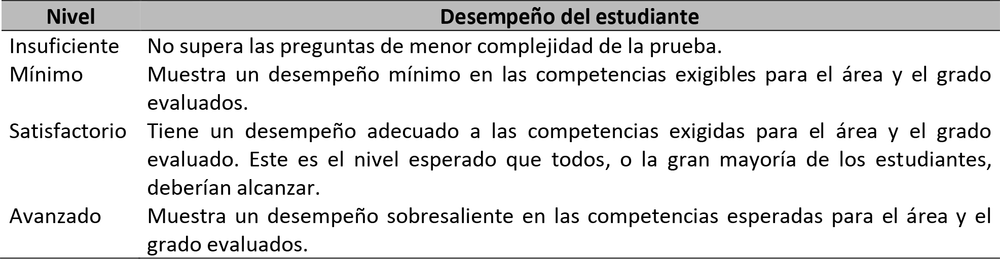 Nivel Desempeño del estudiante
Insuficiente No supera las preguntas de menor complejidad de la prueba.
Mínimo Muestra un desempeño mínimo en las competencias exigibles para el área y el grado
evaluados.
Satisfactorio Tiene un desempeño adecuado a las competencias exigidas para el área y el grado
evaluado. Este es el nivel esperado que todos, o la gran mayoría de los estudiantes,
deberían alcanzar.
Avanzado Muestra un desempeño sobresaliente en las competencias esperadas para el área y el
grado evaluados.